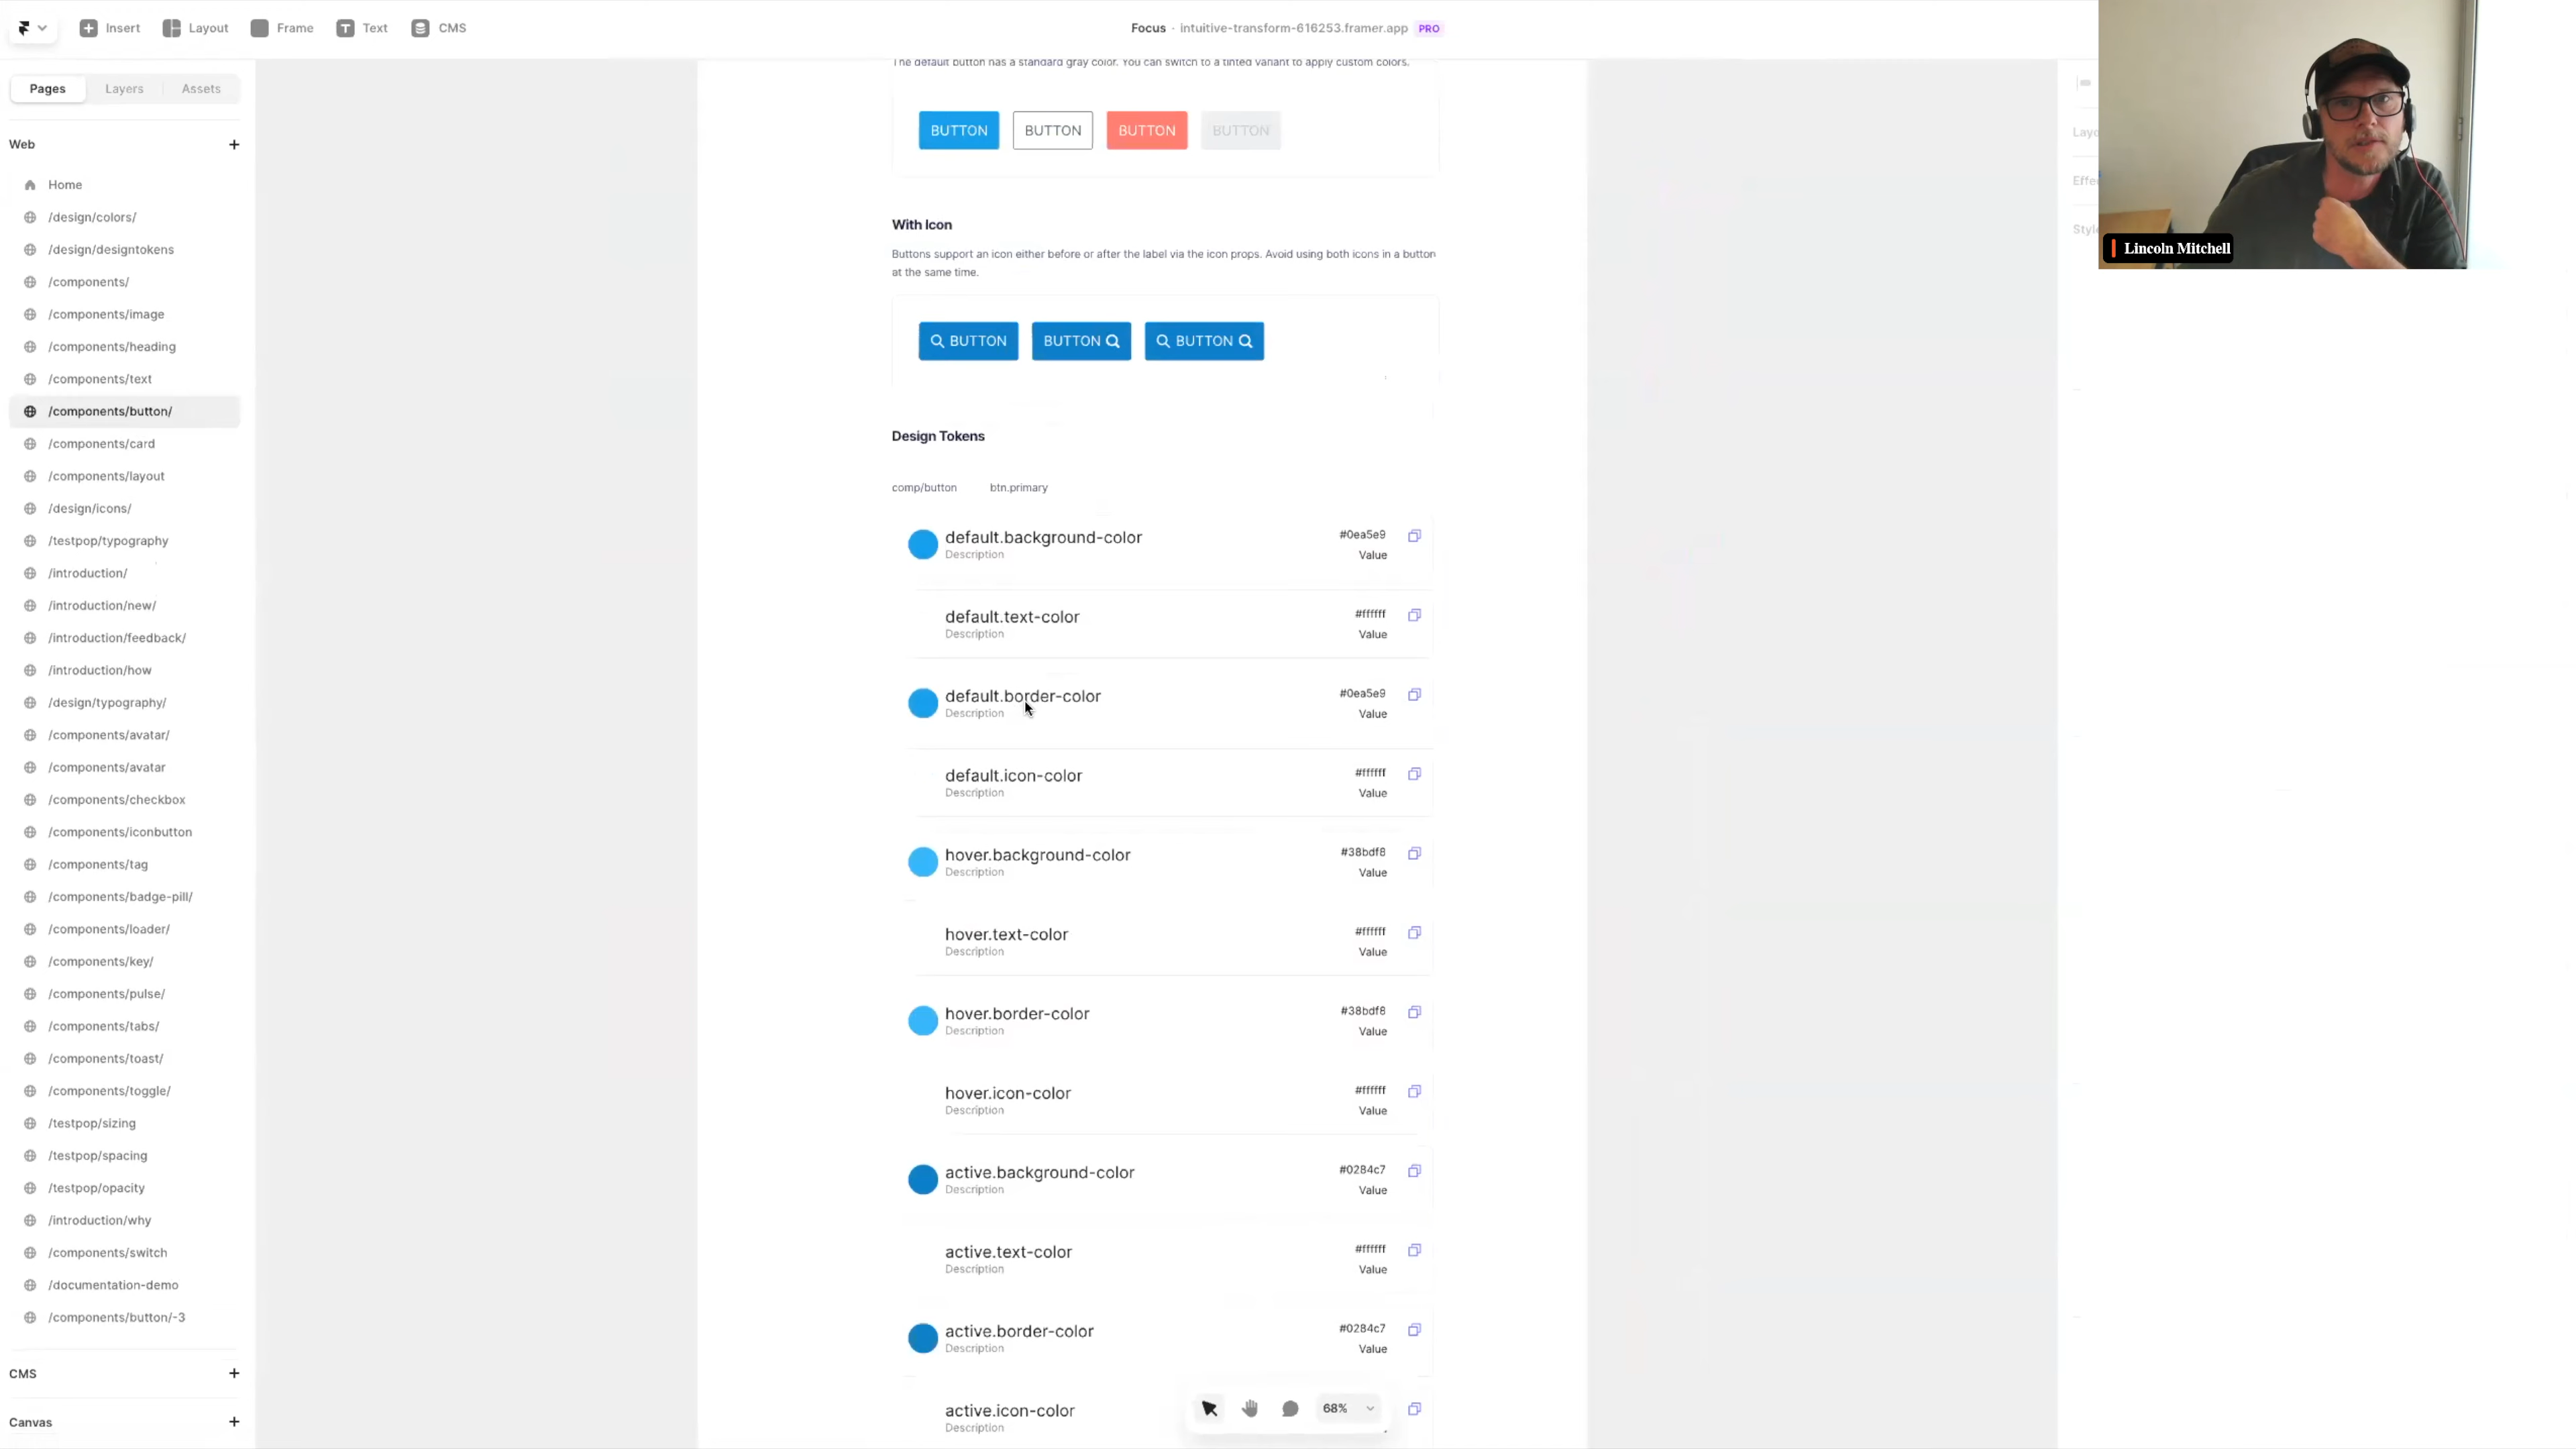 Insert
Layout
Frame
Text
CMS
Focus · intuitive-transform-616253.framer.app PRO
Pages
Layers
Assets
Web
Home
/design/colors/
/design/designtokens
/components/
/components/image
/components/heading
/components/text
/components/button/
/components/card
/components/layout
/design/icons/
/testpop/typography
/introduction/
/introduction/new/
/introduction/feedback/
/introduction/how
/design/typography/
/components/avatar/
/components/avatar
/components/checkbox
/components/iconbutton
/components/tag
/components/badge-pill/
/components/loader/
/components/key/
/components/pulse/
/components/tabs/
/components/toast/
/components/toggle/
/testpop/sizing
/testpop/spacing
/testpop/opacity
/introduction/why
/components/switch
/documentation-demo
/components/button/-3
CMS
Canvas
The default button has a standard gray color. You can switch to a tinted variant to apply custom colors.
BUTTON
BUTTON
BUTTON
BUTTON
With Icon
Buttons support an icon either before or after the label via the icon props. Avoid using both icons in a button
at the same time.
BUTTON
BUTTON
BUTTON
Design Tokens
comp/button
btn.primary
default.background-color
Description
#0ea5e9
Value
default.text-color
Description
#ffffff
Value
default.border-color
Description
#0ea5e9
Value
default.icon-color
Description
#ffffff
Value
hover.background-color
Description
#38bdf8
Value
hover.text-color
Description
#ffffff
Value
hover.border-color
Description
#38bdf8
Value
hover.icon-color
Description
#ffffff
Value
active.background-color
Description
#0284c7
Value
active.text-color
Description
#ffffff
Value
active.border-color
Description
#0284c7
Value
active.icon-color
Description
68%
Lincoln Mitchell